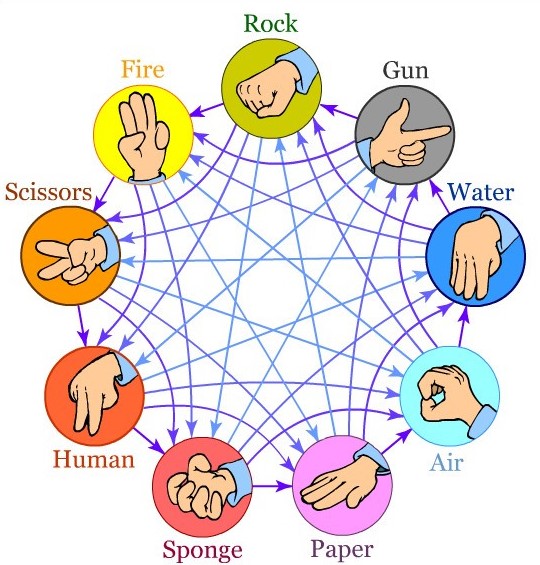 Rock
Fire
Gun
Scissors
Water
Human
Air
Sponge
Paper